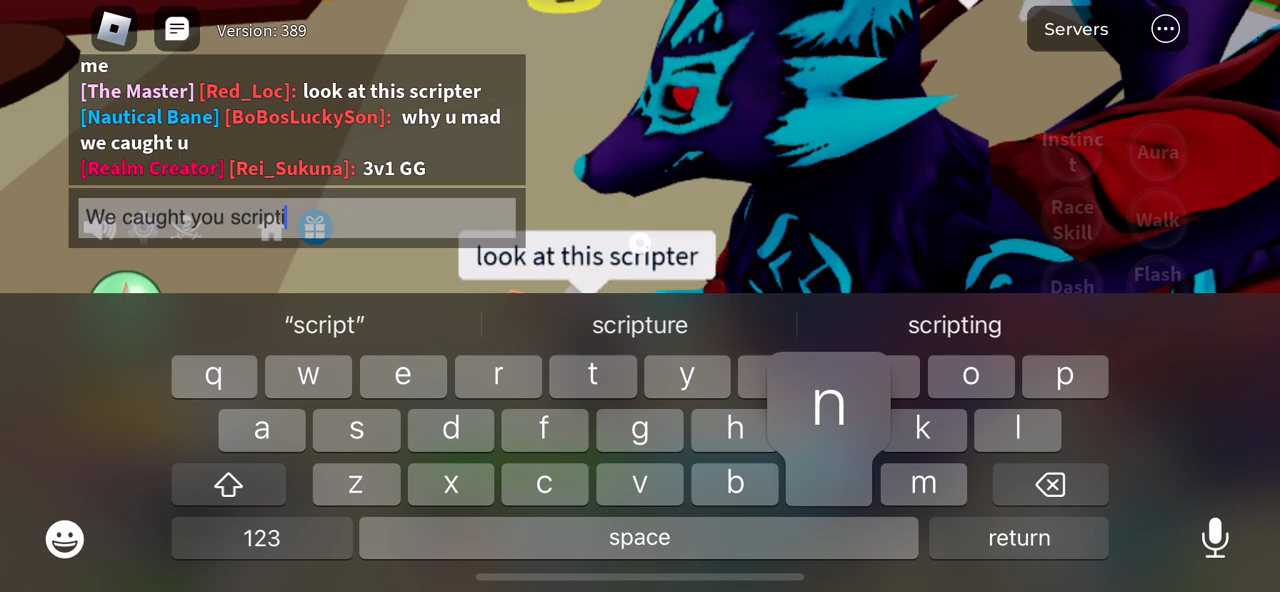 Version: 389
Servers
me
[The Master] [Red_Loc]: look at this scripter
[Nautical Bane] [BoBosLuckySon]: why u mad
we caught u
[Realm Creator] [Rei_Sukuna]: 3v1 GG
We caught you scripti
look at this scripter
Instinc
t
Aura
Race
Skill
Walk
Dash
Flash
“script”
scripture
scripting
q w e r t y o p
a s d f g h k l
n
z x c v b m
123
space
return